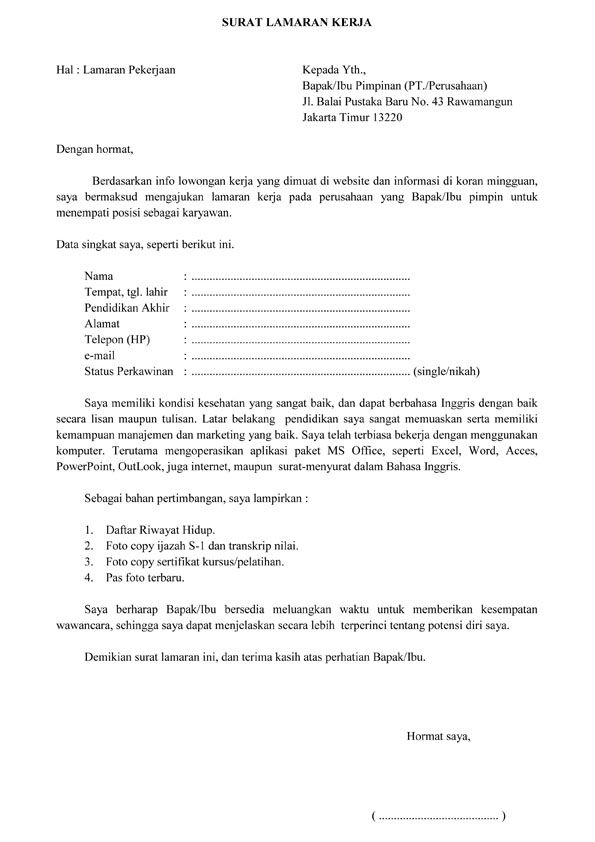 SURAT LAMARAN KERJA
Hal : Lamaran Pekerjaan
Kepada Yth.,
Bapak/Ibu Pimpinan (PT./Perusahaan)
Jl. Balai Pustaka Baru No. 43 Rawamangun
Jakarta Timur 13220
Dengan hormat,
Berdasarkan info lowongan kerja yang dimuat di website dan informasi di koran mingguan,
saya bermaksud mengajukan lamaran kerja pada perusahaan yang Bapak/Ibu pimpin untuk
menempati posisi sebagai karyawan.
Data singkat saya, seperti berikut ini.
Nama : .........................................................................
Tempat, tgl. lahir : .........................................................................
Pendidikan Akhir : .........................................................................
Alamat : .........................................................................
Telepon (HP) : .........................................................................
e-mail : .........................................................................
Status Perkawinan : ......................................................................... (single/nikah)
Saya memiliki kondisi kesehatan yang sangat baik, dan dapat berbahasa Inggris dengan baik
secara lisan maupun tulisan. Latar belakang pendidikan saya sangat memuaskan serta memiliki
kemampuan manajemen dan marketing yang baik. Saya telah terbiasa bekerja dengan menggunakan
komputer. Terutama mengoperasikan aplikasi paket MS Office, seperti Excel, Word, Acces,
PowerPoint, OutLook, juga internet, maupun surat-menyurat dalam Bahasa Inggris.
Sebagai bahan pertimbangan, saya lampirkan :
1. Daftar Riwayat Hidup.
2. Foto copy ijazah S-1 dan transkrip nilai.
3. Foto copy sertifikat kursus/pelatihan.
4. Pas foto terbaru.
Saya berharap Bapak/Ibu bersedia meluangkan waktu untuk memberikan kesempatan
wawancara, sehingga saya dapat menjelaskan secara lebih terperinci tentang potensi diri saya.
Demikian surat lamaran ini, dan terima kasih atas perhatian Bapak/Ibu.
Hormat saya,
( ........................................ )